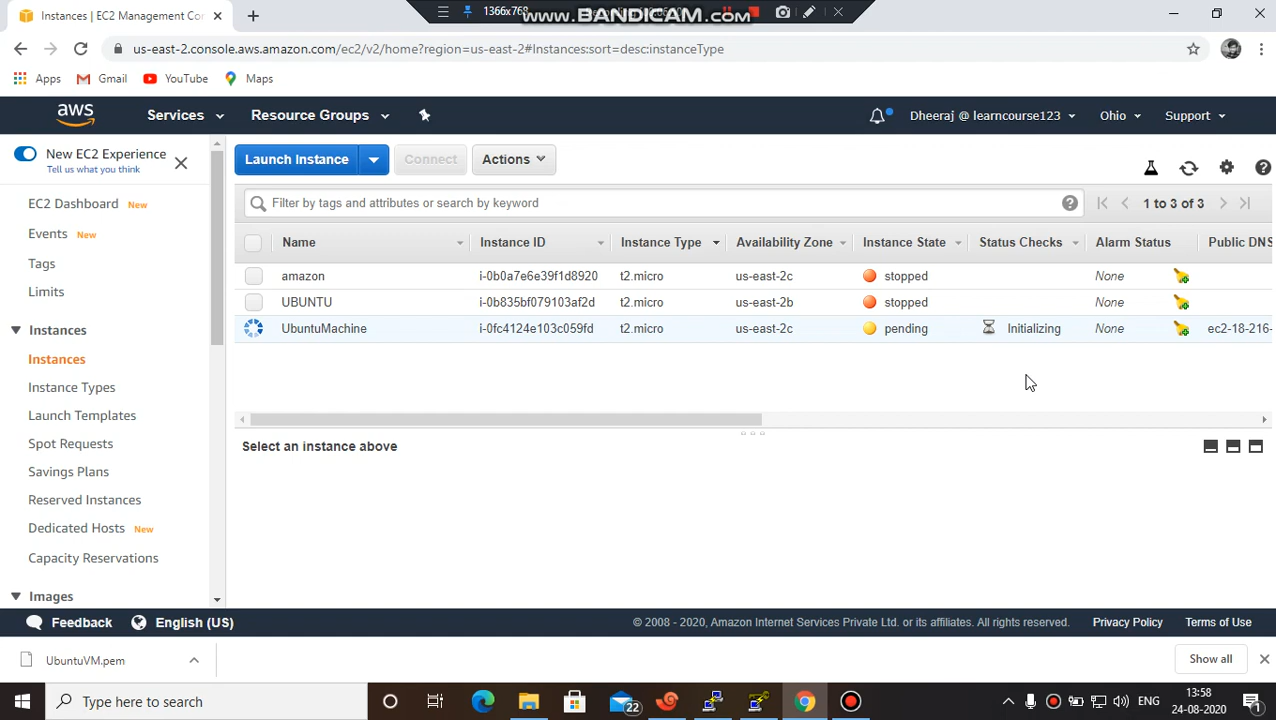 Instances | EC2 Management Con
1366x768
www.BANDICAM.com
us-east-2.console.aws.amazon.com/ec2/v2/home?region=us-east-2#Instances:sort=desc:instanceType
Apps Gmail YouTube Maps
aws Services Resource Groups Dheeraj @ learncourse123 Ohio Support
New EC2 Experience
Tell us what you think
EC2 Dashboard New
Events New
Tags
Limits
Instances
Instances
Instance Types
Launch Templates
Spot Requests
Savings Plans
Reserved Instances
Dedicated Hosts New
Capacity Reservations
Images
Launch Instance Connect Actions
Filter by tags and attributes or search by keyword 1 to 3 of 3
Name Instance ID Instance Type Availability Zone Instance State Status Checks Alarm Status Public DNS
amazon i-0b0a7e6e39f1d8920 t2.micro us-east-2c stopped None
UBUNTU i-0b835bf079103af2d t2.micro us-east-2b stopped None
UbuntuMachine i-0fc4124e103c059fd t2.micro us-east-2c pending Initializing None ec2-18-216-
Select an instance above
Feedback English (US) © 2008 - 2020, Amazon Internet Services Private Ltd. or its affiliates. All rights reserved. Privacy Policy Terms of Use
UbuntuVM.pem Show all
Type here to search 22 ENG 13:58
24-08-2020 1